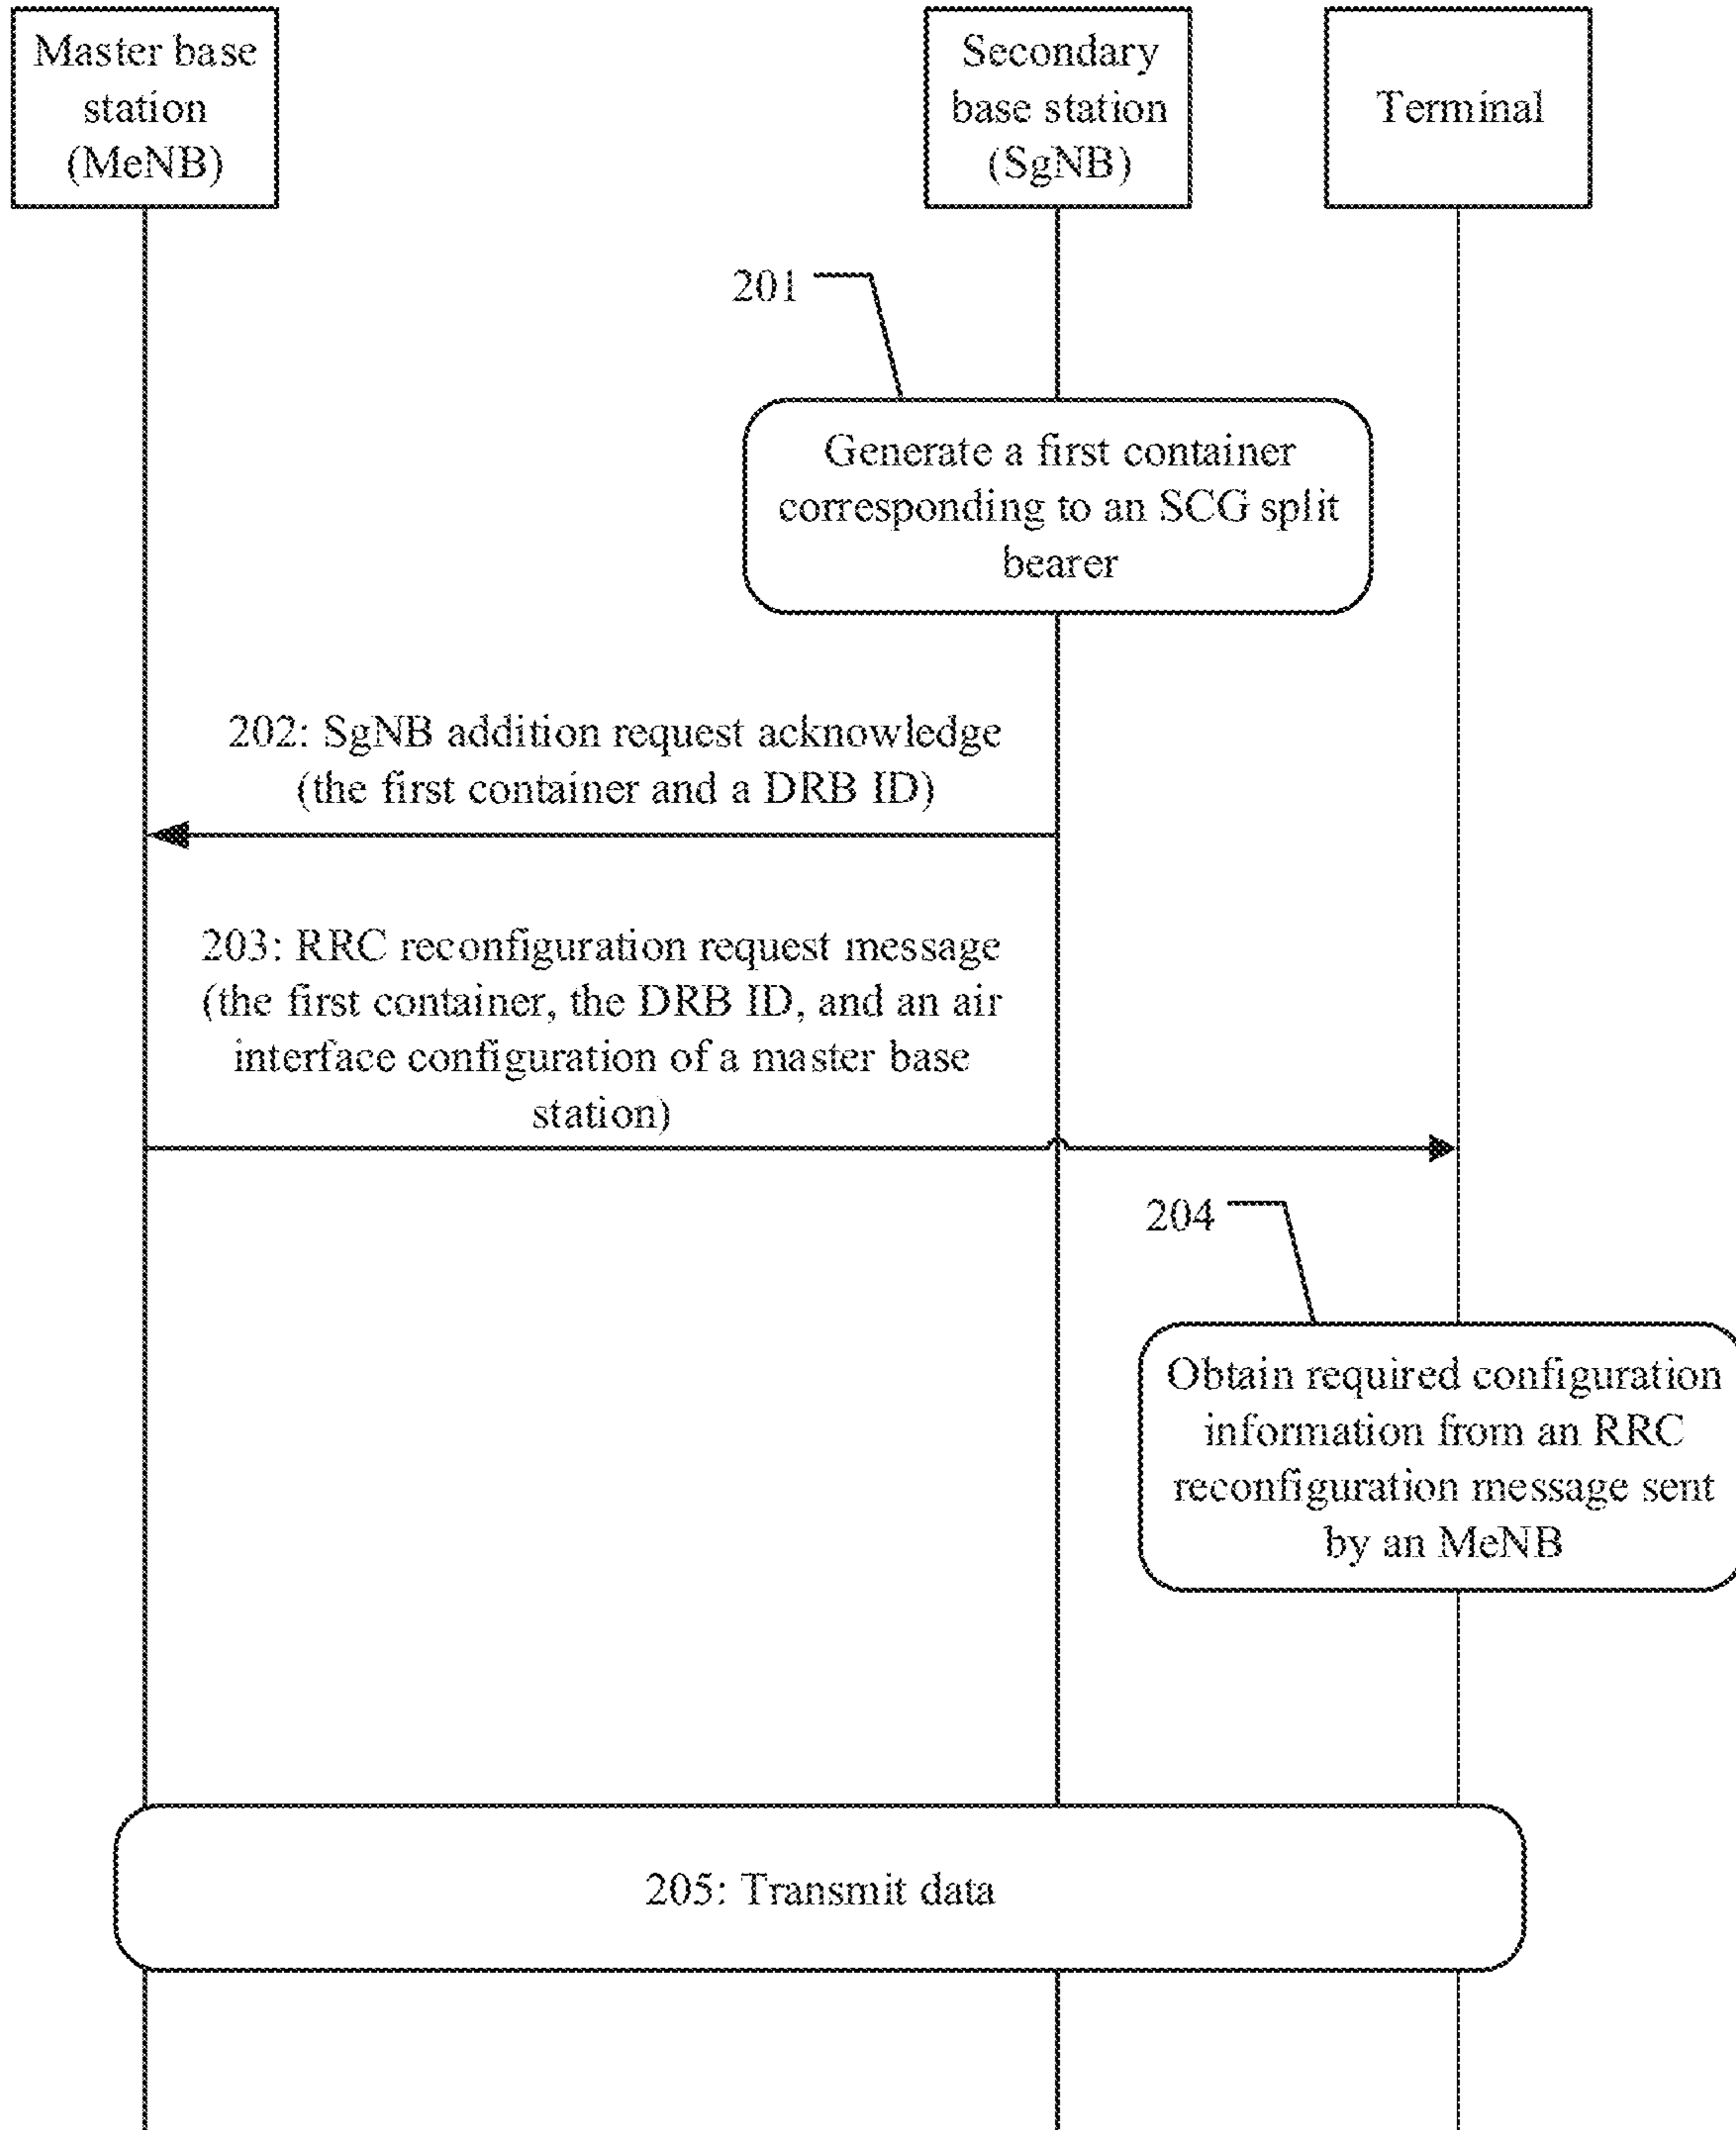 Master base
station
(MeNB)
Secondary
base station
(SgNB)
Terminal
201
Generate a first container
corresponding to an SCG split
bearer
202: SgNB addition request acknowledge
(the first container and a DRB ID)
203: RRC reconfiguration request message
(the first container, the DRB ID, and an air
interface configuration of a master base
station)
204
Obtain required configuration
information from an RRC
reconfiguration message sent
by an MeNB
205: Transmit data